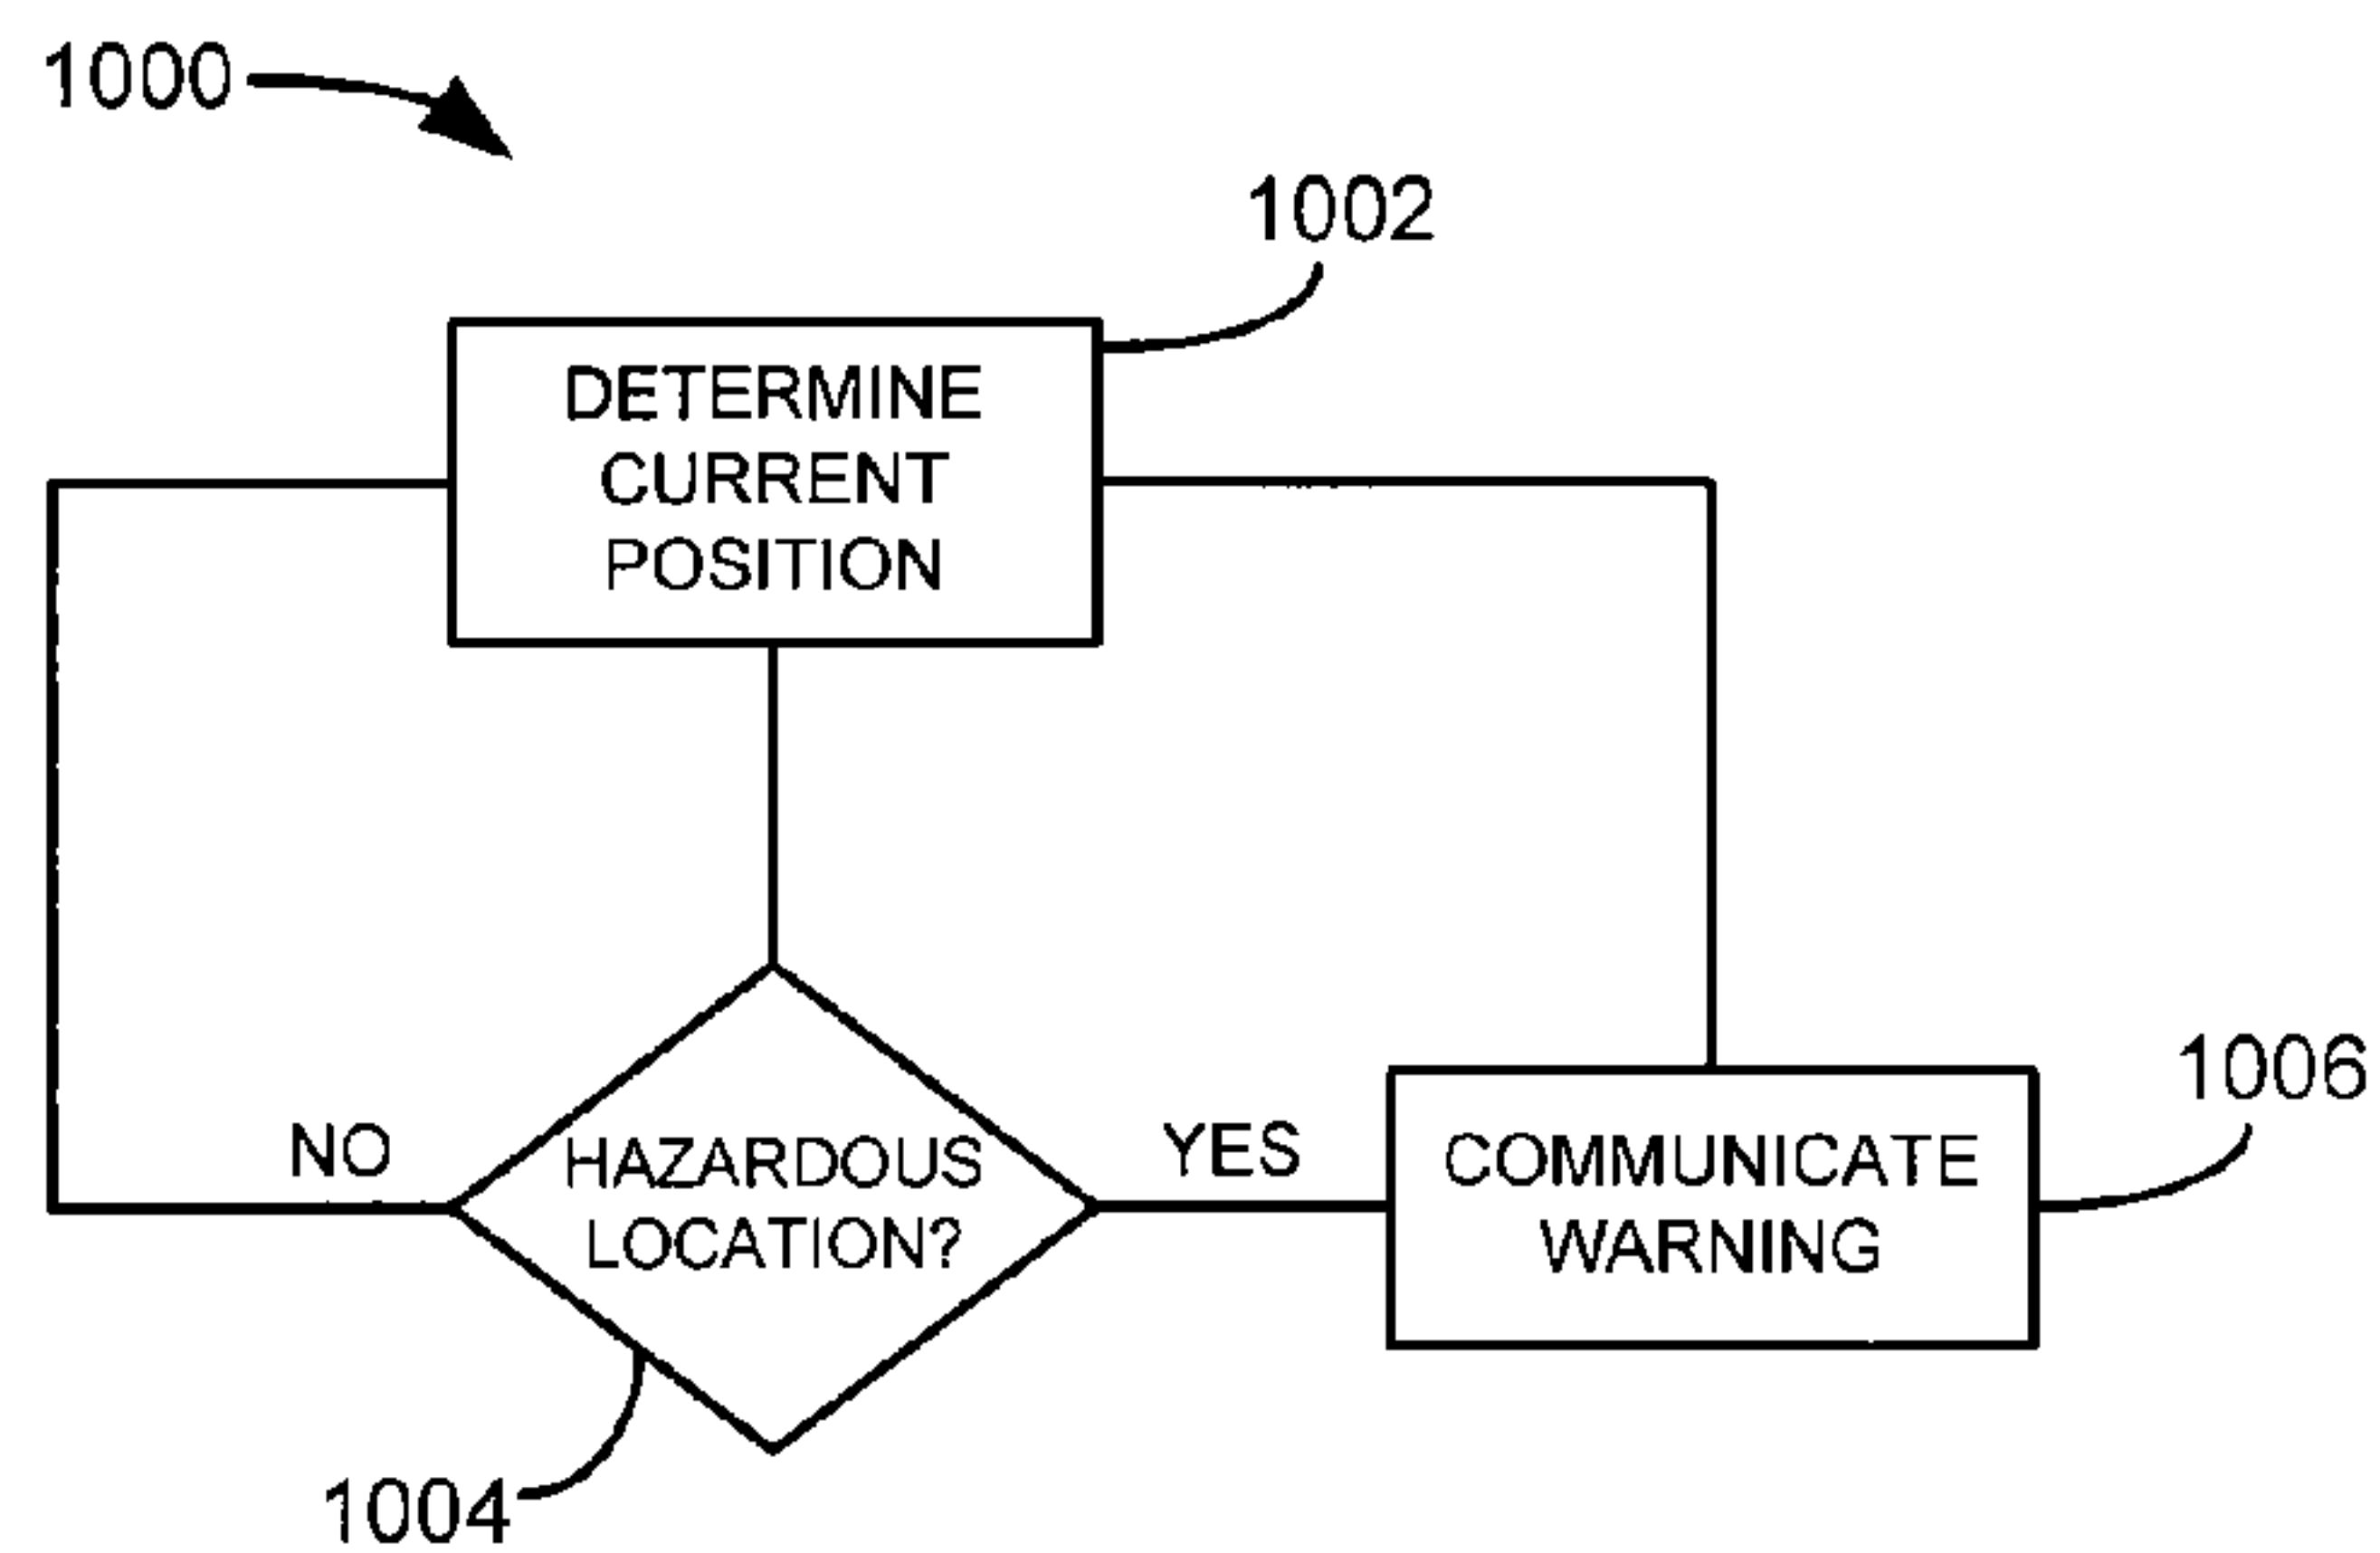 1000
1002
DETERMINE
CURRENT
POSITION
NO
HAZARDOUS
LOCATION?
YES
COMMUNICATE
WARNING
1006
1004